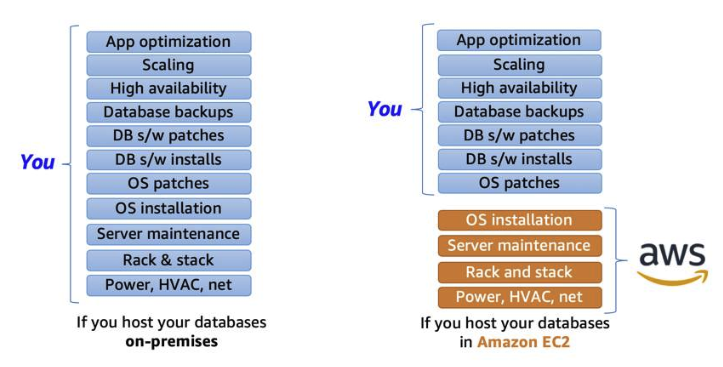 You
App optimization
Scaling
High availability
Database backups
DB s/w patches
DB s/w installs
OS patches
OS installation
Server maintenance
Rack & stack
Power, HVAC, net
If you host your databases
on-premises
You
App optimization
Scaling
High availability
Database backups
DB s/w patches
DB s/w installs
OS patches
OS installation
Server maintenance
Rack and stack
Power, HVAC, net
aws
If you host your databases
in Amazon EC2